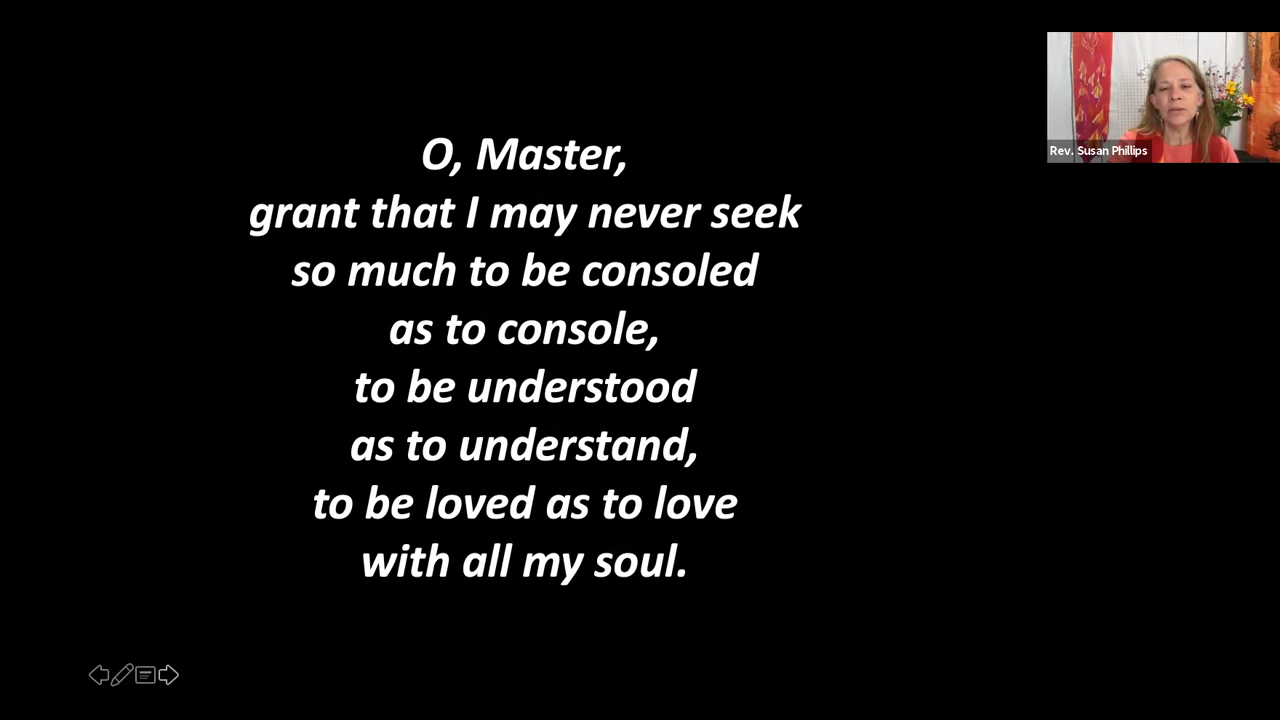 O, Master,
grant that I may never seek
so much to be consoled
as to console,
to be understood
as to understand,
to be loved as to love
with all my soul.
Rev. Susan Phillips